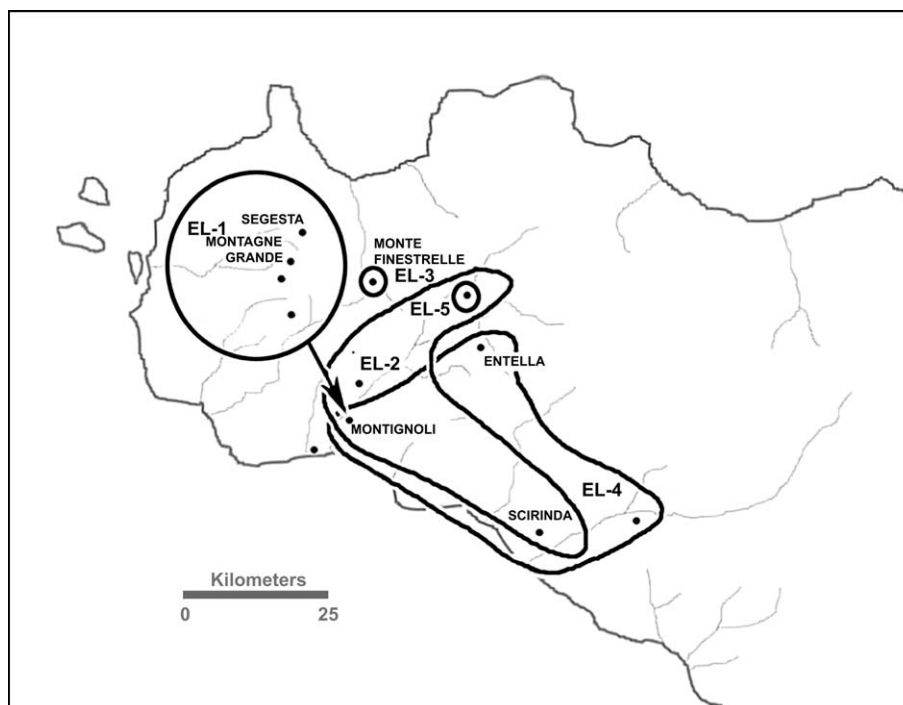 SEGESTA
EL-1
MONTAGNE
GRANDE
MONTE
FINESTRELLE
EL-3
EL-5
EL-2
ENTELLA
MONTIGNOLI
EL-4
SCIRINDA
Kilometers
0 25